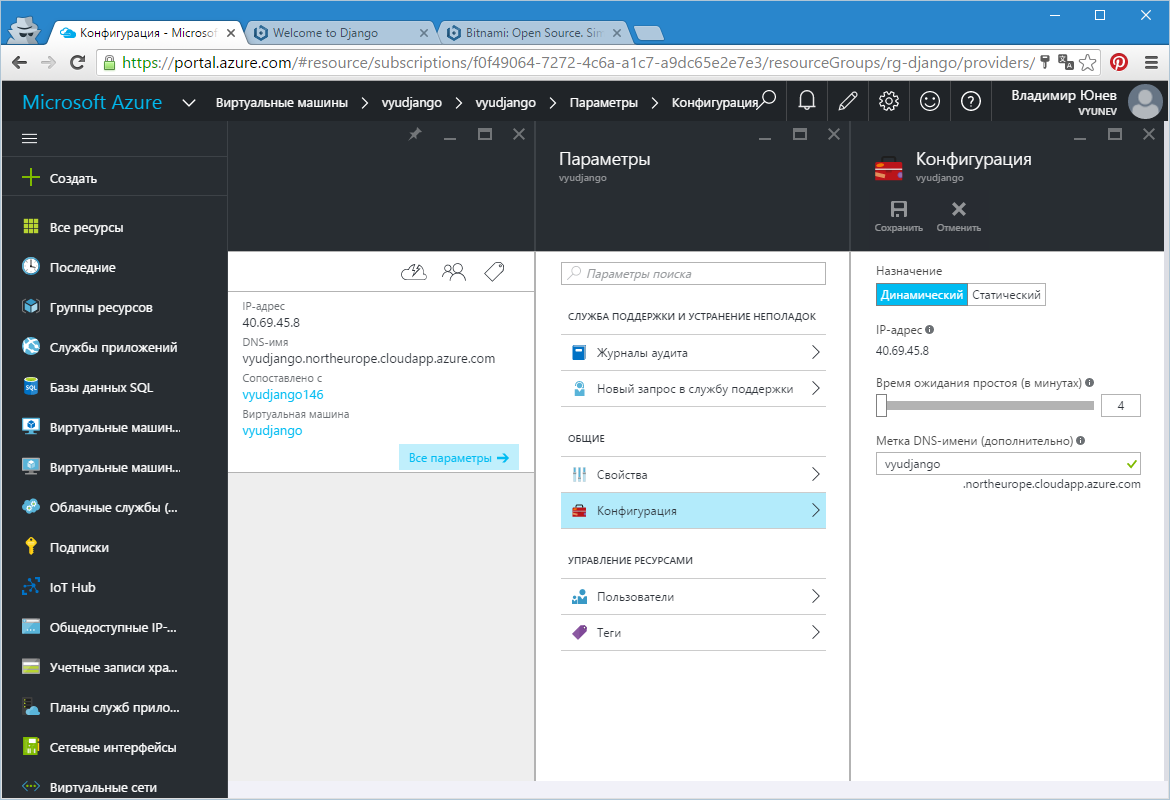 Конфигурация - Microsof
Welcome to Django
Bitnami: Open Source. Sim
https://portal.azure.com/#resource/subscriptions/f0f49064-7272-4c6a-a1c7-a9dc65e2e7e3/resourceGroups/rg-django/providers/
Microsoft Azure
Виртуальные машины
vyudjango
vyudjango
Параметры
Конфигурация
Владимир Юнев
VYUNEV
Создать
Все ресурсы
Последние
Группы ресурсов
Службы приложений
Базы данных SQL
Виртуальные машин...
Виртуальные машин...
Облачные службы (...
Подписки
IoT Hub
Общедоступные IP-...
Учетные записи хра...
Планы служб прило...
Сетевые интерфейсы
Виртуальные сети
IP-адрес
40.69.45.8
DNS-имя
vyudjango.northeurope.cloudapp.azure.com
Сопоставлено с
vyudjango146
Виртуальная машина
vyudjango
Все параметры
Параметры
vyudjango
Параметры поиска
СЛУЖБА ПОДДЕРЖКИ И УСТРАНЕНИЕ НЕПОЛАДОК
Журналы аудита
Новый запрос в службу поддержки
ОБЩИЕ
Свойства
Конфигурация
УПРАВЛЕНИЕ РЕСУРСАМИ
Пользователи
Теги
Конфигурация
vyudjango
Сохранить
Отменить
Назначение
Динамический
Статический
IP-адрес
40.69.45.8
Время ожидания простоя (в минутах)
4
Метка DNS-имени (дополнительно)
vyudjango
.northeurope.cloudapp.azure.com